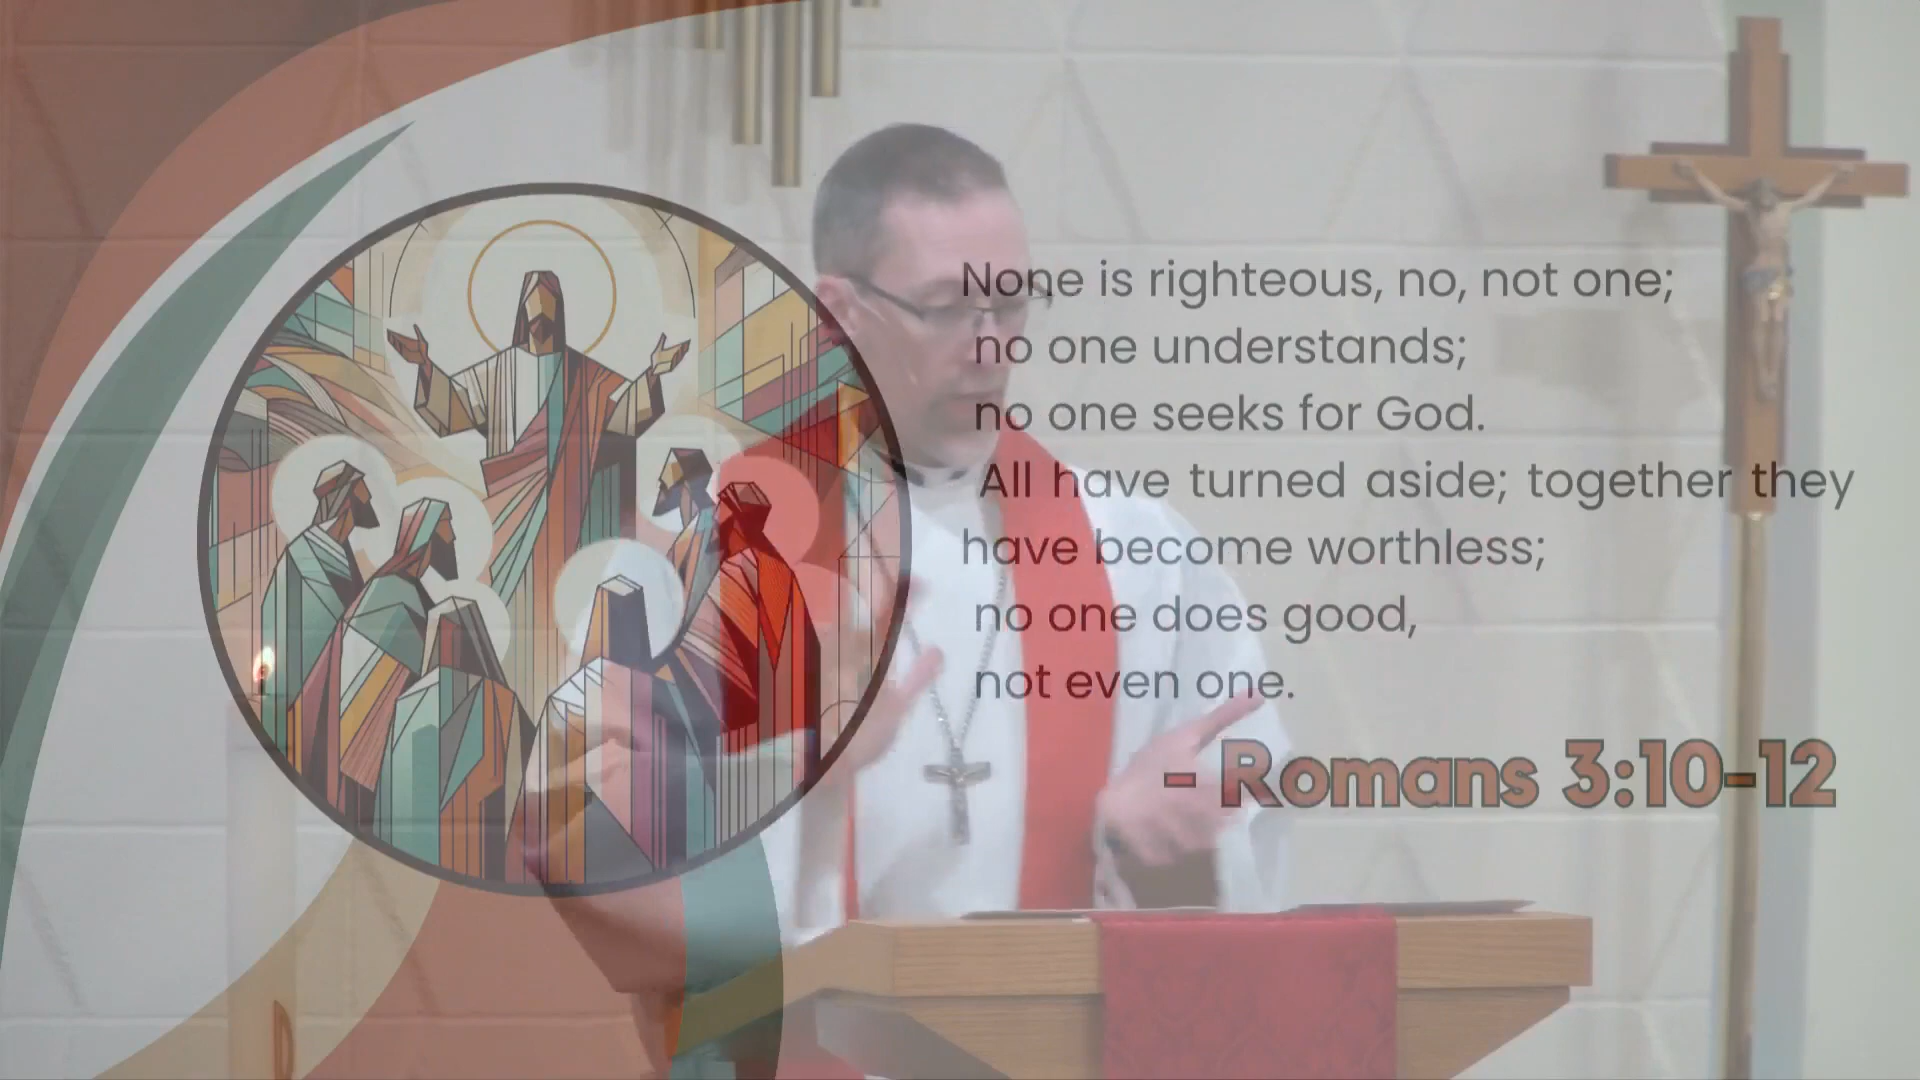 None is righteous, no, not one;
no one understands;
no one seeks for God.
All have turned aside; together they
have become worthless;
no one does good,
not even one.
- Romans 3:10-12